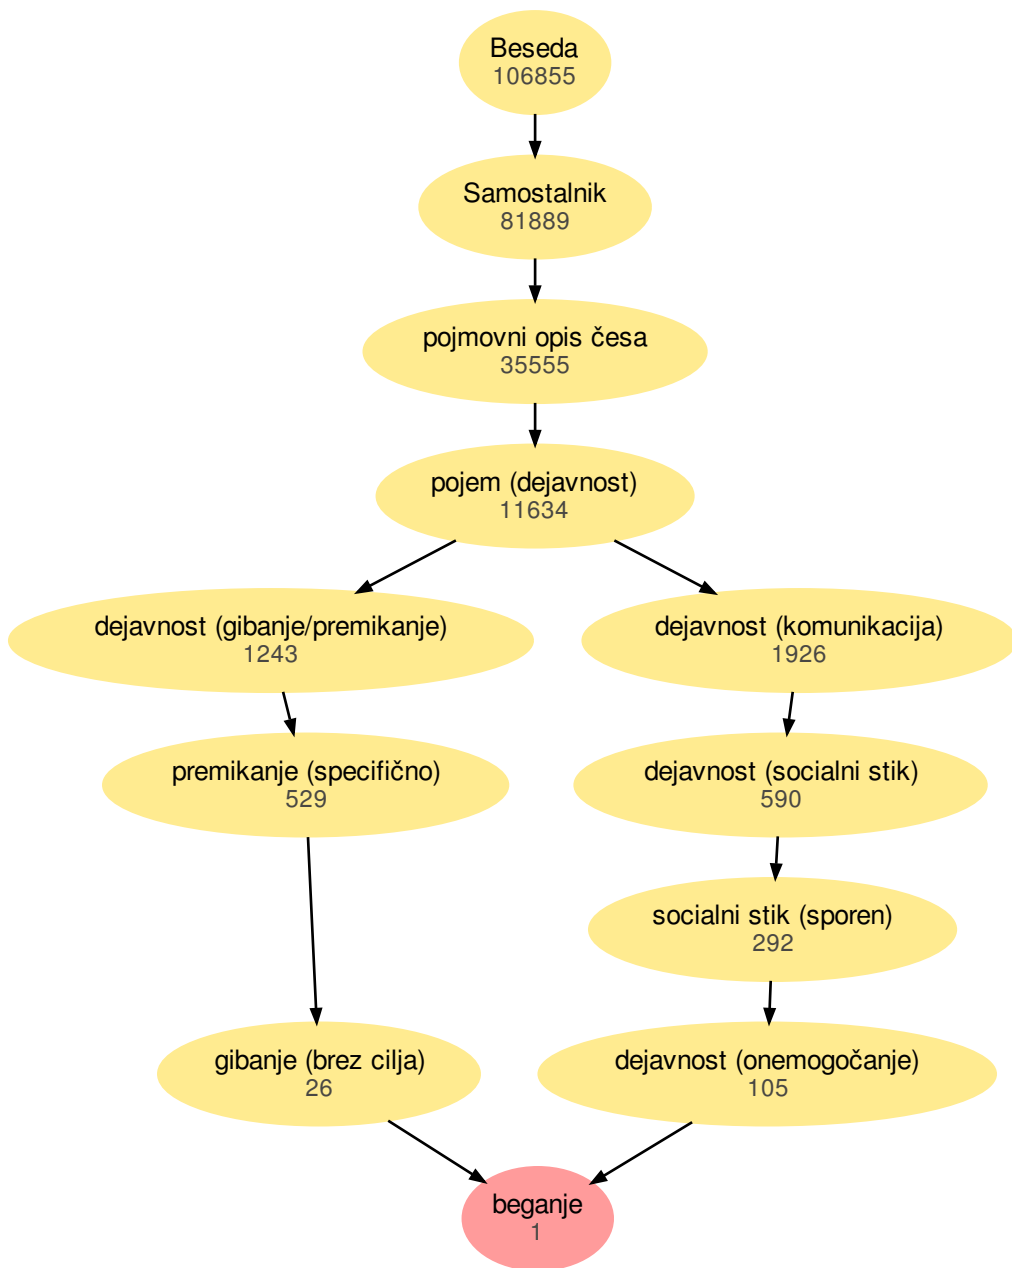 Beseda
106855
Samostalnik
81889
pojmovni opis česa
35555
pojem (dejavnost)
11634
dejavnost (gibanje/premikanje)
1243
dejavnost (komunikacija)
1926
premikanje (specifično)
529
dejavnost (socialni stik)
590
socialni stik (sporen)
292
gibanje (brez cilja)
26
dejavnost (onemogočanje)
105
beganje
1